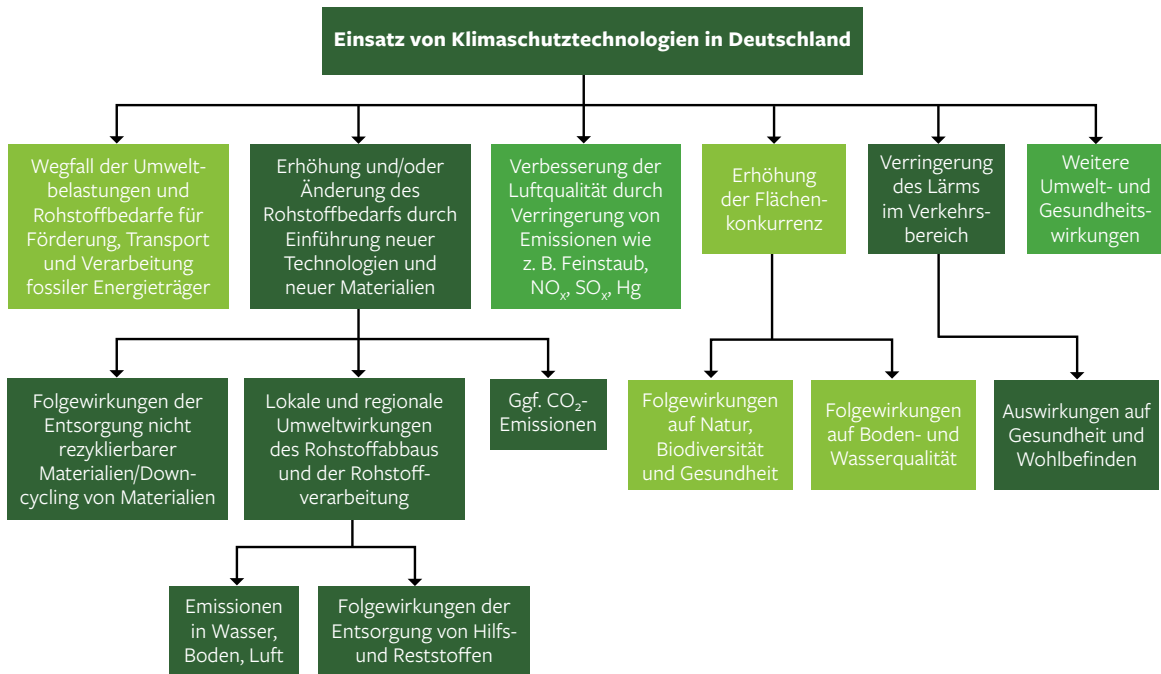 Einsatz von Klimaschutztechnologien in Deutschland
Wegfall der Umwelt-
belastungen und
Rohstoffbedarfe für
Förderung, Transport
und Verarbeitung
fossiler Energieträger
Erhöhung und/oder
Änderung des
Rohstoffbedarfs durch
Einführung neuer
Technologien und
neuer Materialien
Verbesserung der
Luftqualität durch
Verringerung von
Emissionen wie
z. B. Feinstaub,
NOₓ, SOₓ, Hg
Erhöhung
der Flächen-
konkurrenz
Verringerung
des Lärms
im Verkehrs-
bereich
Weitere
Umwelt- und
Gesundheits-
wirkungen
Folgewirkungen der
Entsorgung nicht
rezyklierbarer
Materialien/Down-
cycling von Materialien
Lokale und regionale
Umweltwirkungen
des Rohstoffabbaus
und der Rohstoff-
verarbeitung
Ggf. CO₂-
Emissionen
Folgewirkungen
auf Natur,
Biodiversität
und Gesundheit
Folgewirkungen
auf Boden- und
Wasserqualität
Auswirkungen auf
Gesundheit und
Wohlbefinden
Emissionen
in Wasser,
Boden, Luft
Folgewirkungen der
Entsorgung von Hilfs-
und Reststoffen